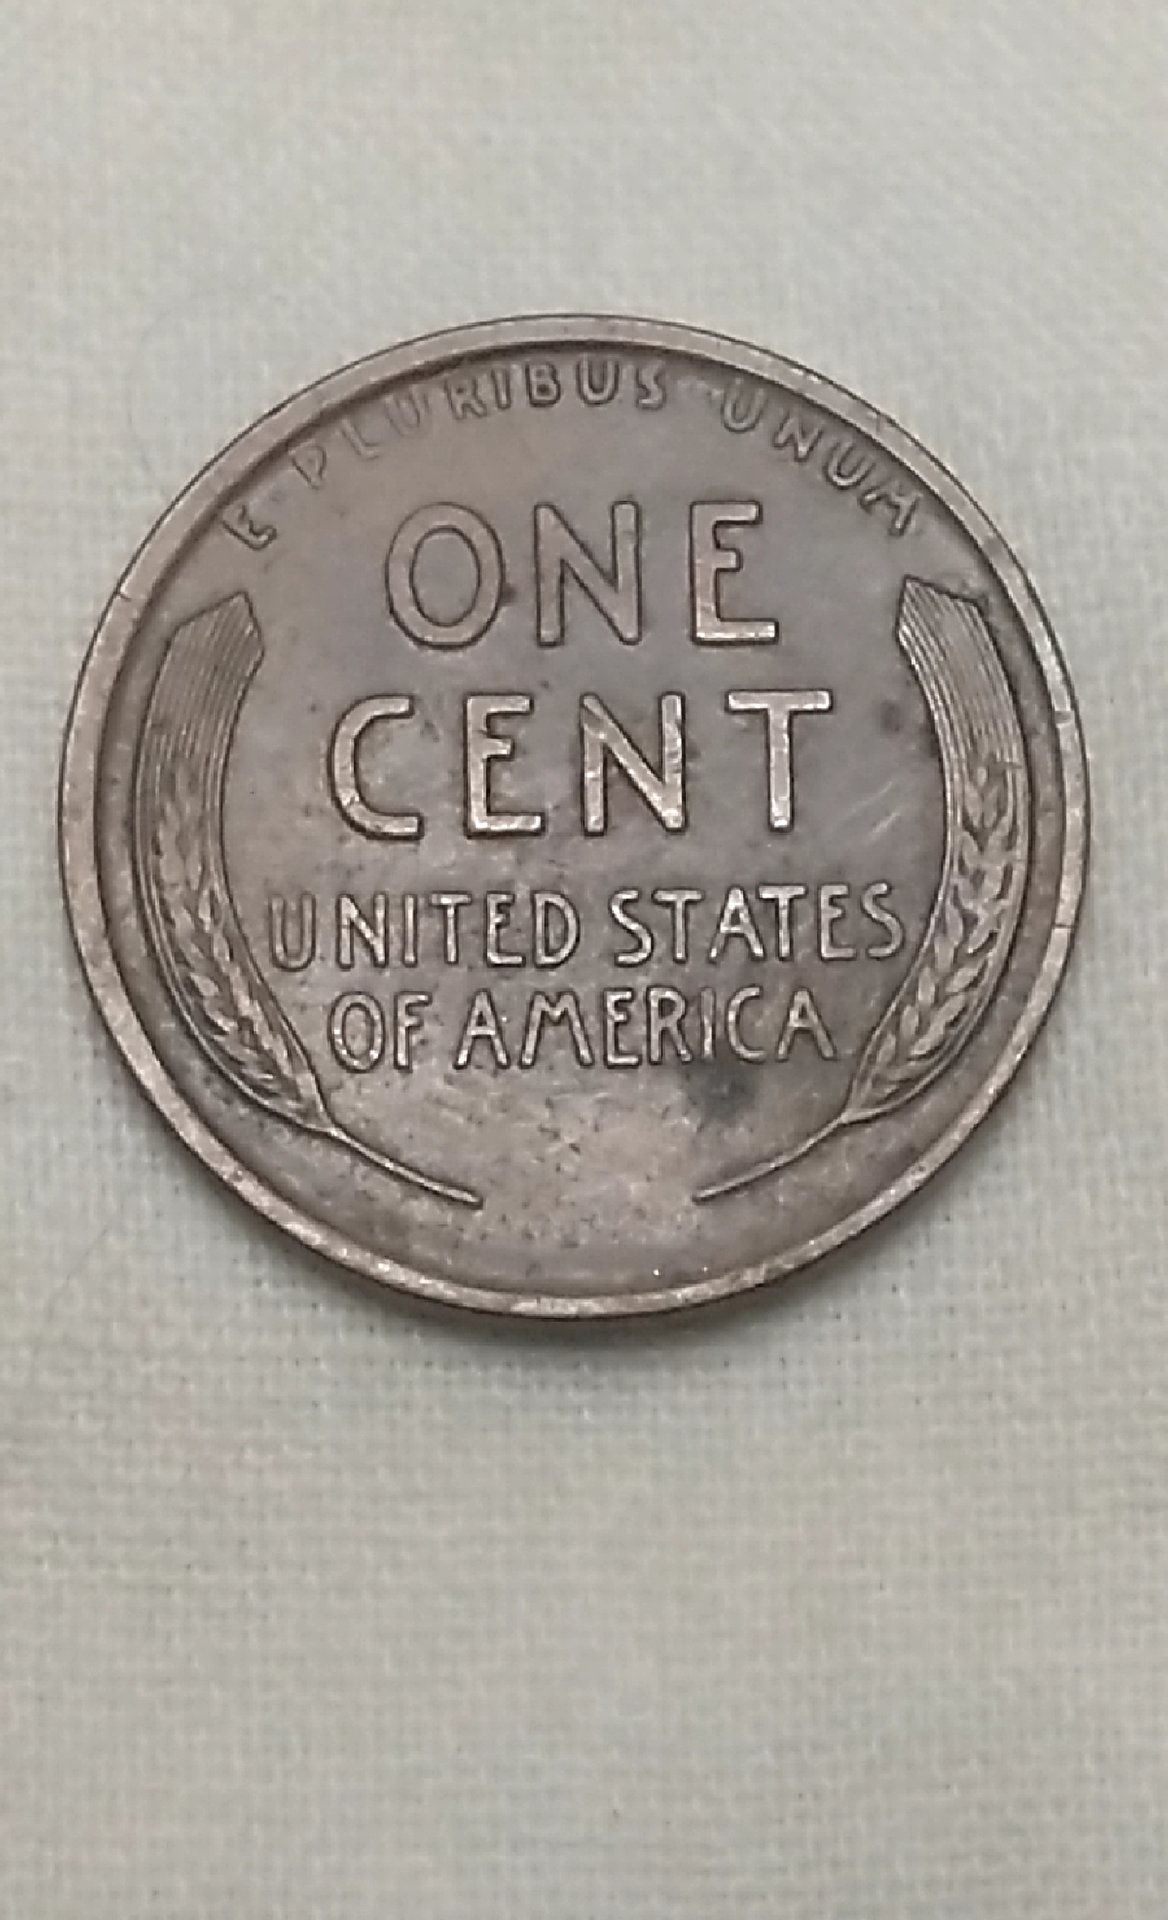 E · PLURIBUS · UNUM
ONE
CENT
UNITED STATES
OF AMERICA